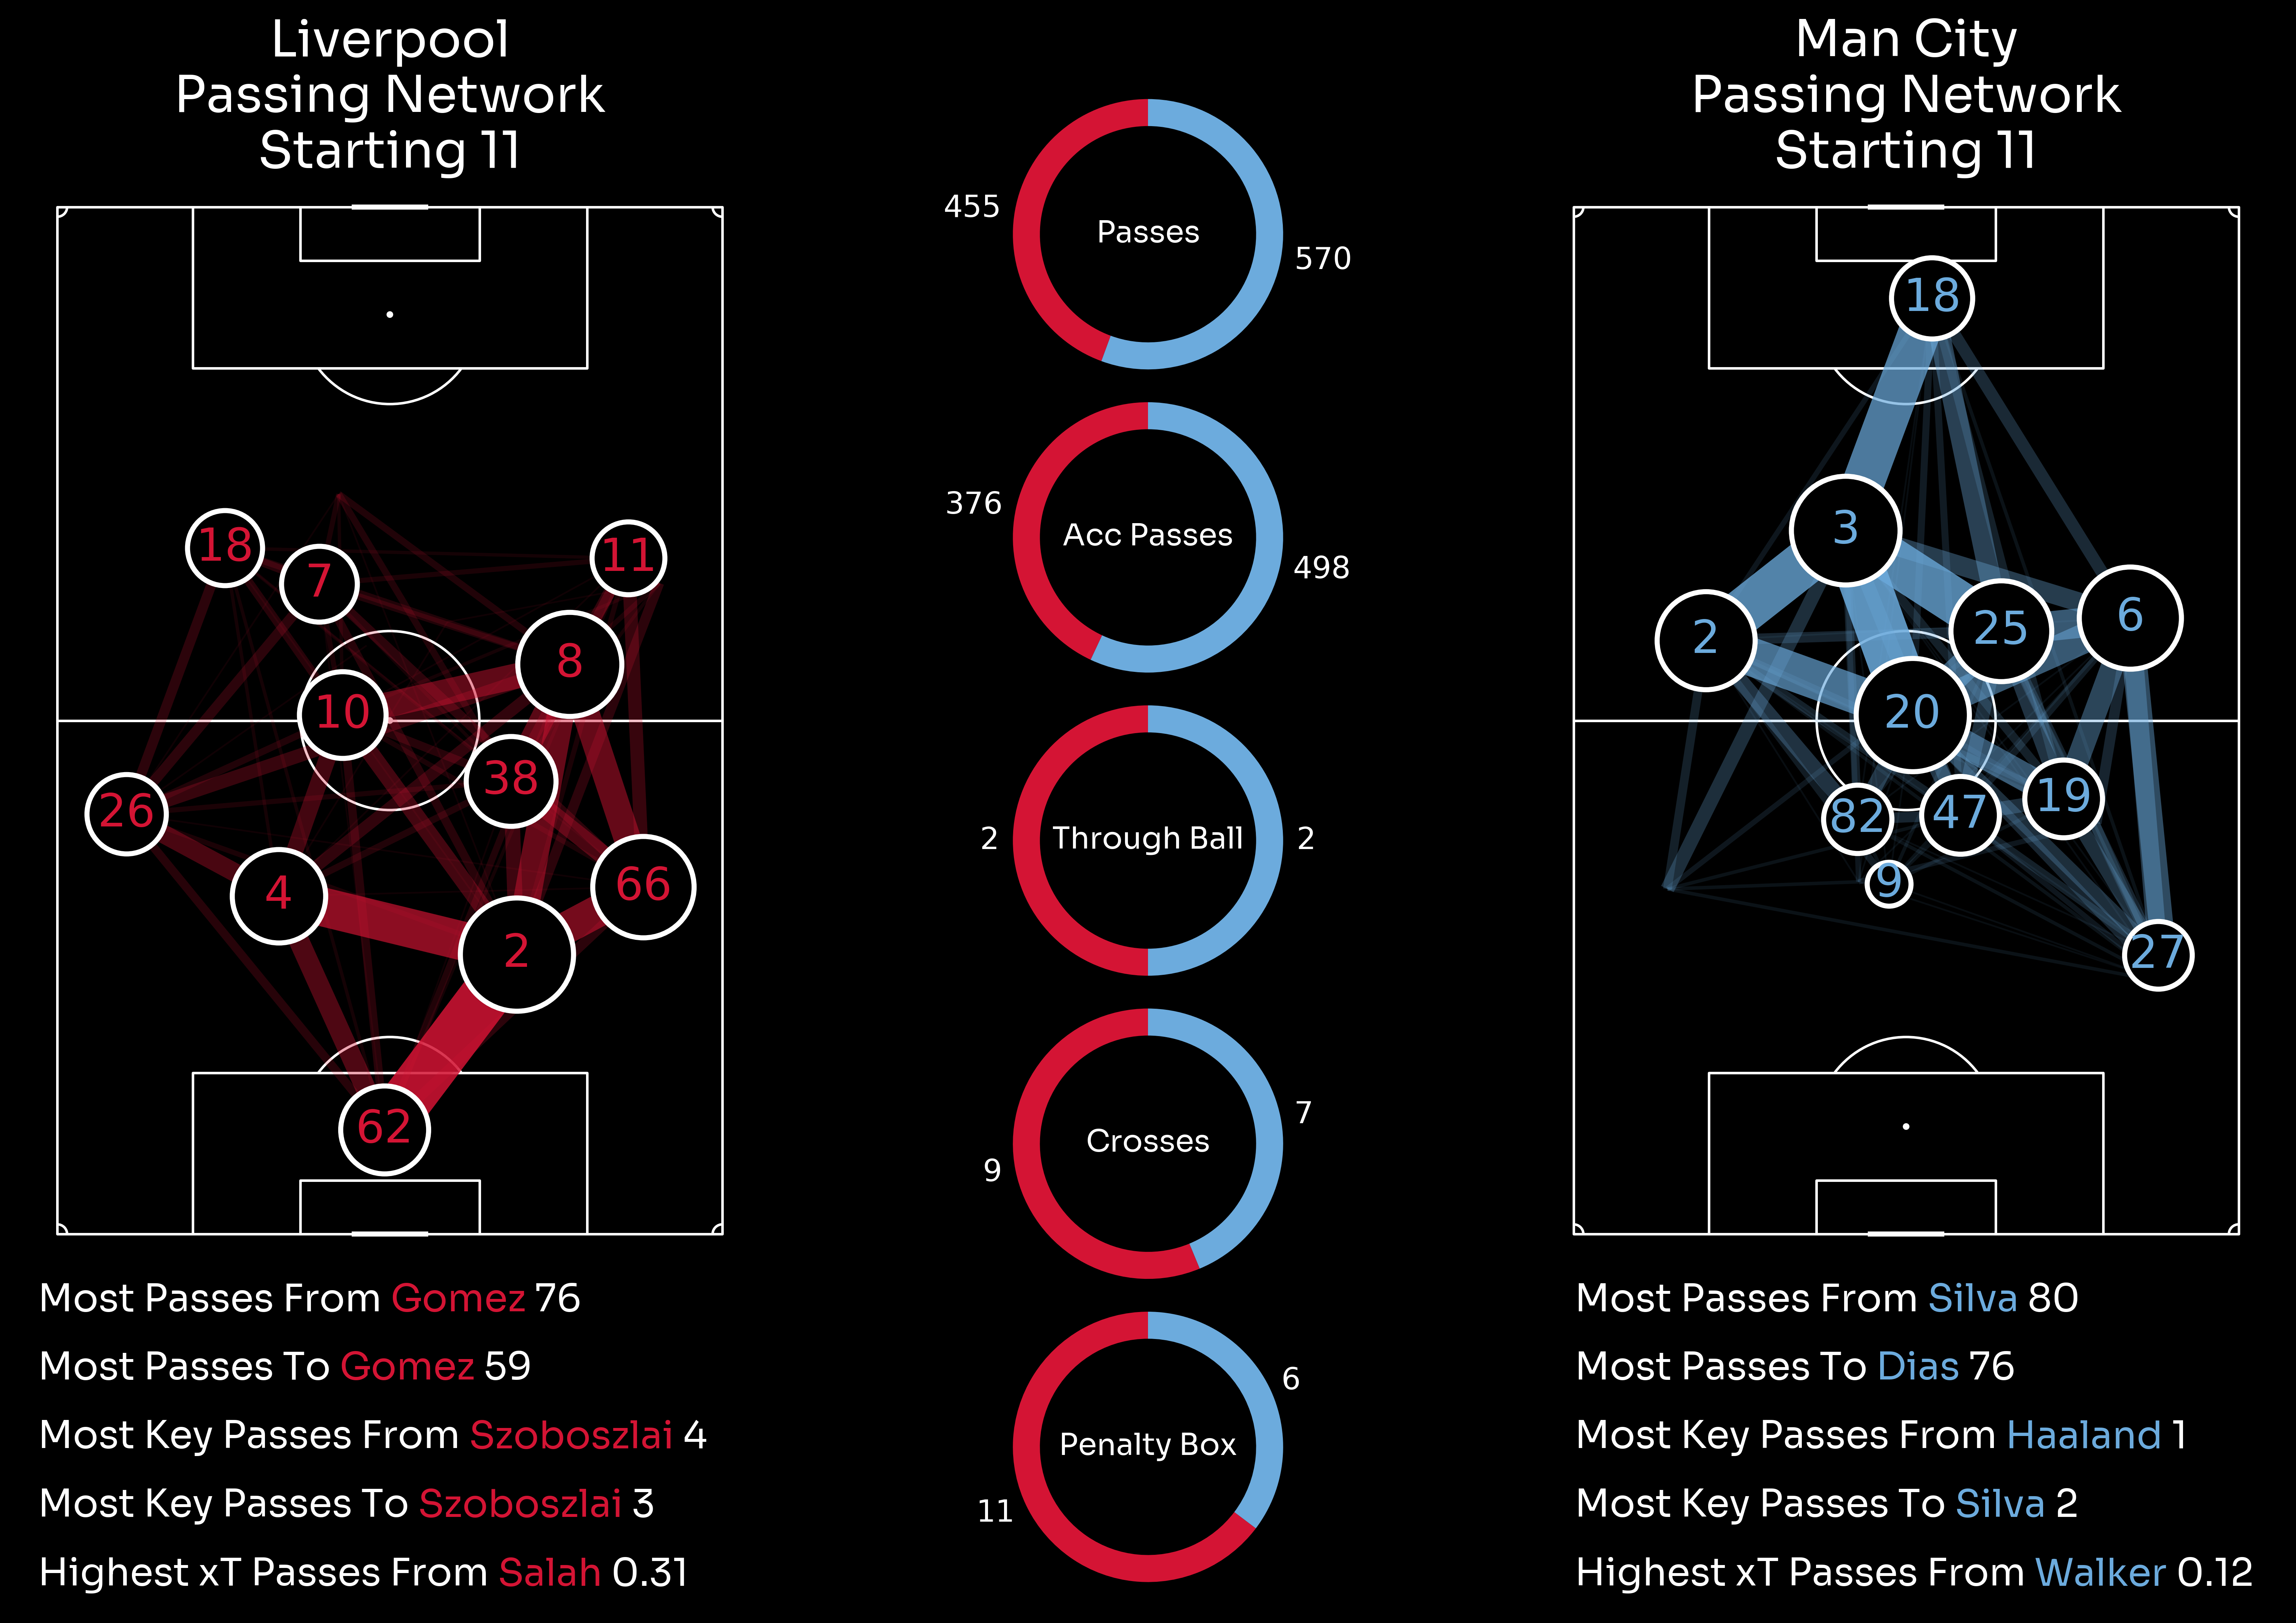 Liverpool
Passing Network
Starting 11
18
7
11
8
10
38
26
4
66
2
62
Most Passes From Gomez 76
Most Passes To Gomez 59
Most Key Passes From Szoboszlai 4
Most Key Passes To Szoboszlai 3
Highest xT Passes From Salah 0.31
455
Passes
570
376
Acc Passes
498
2
Through Ball
2
7
Crosses
9
6
Penalty Box
11
Man City
Passing Network
Starting 11
18
3
2
25
6
20
82
47
19
9
27
Most Passes From Silva 80
Most Passes To Dias 76
Most Key Passes From Haaland 1
Most Key Passes To Silva 2
Highest xT Passes From Walker 0.12